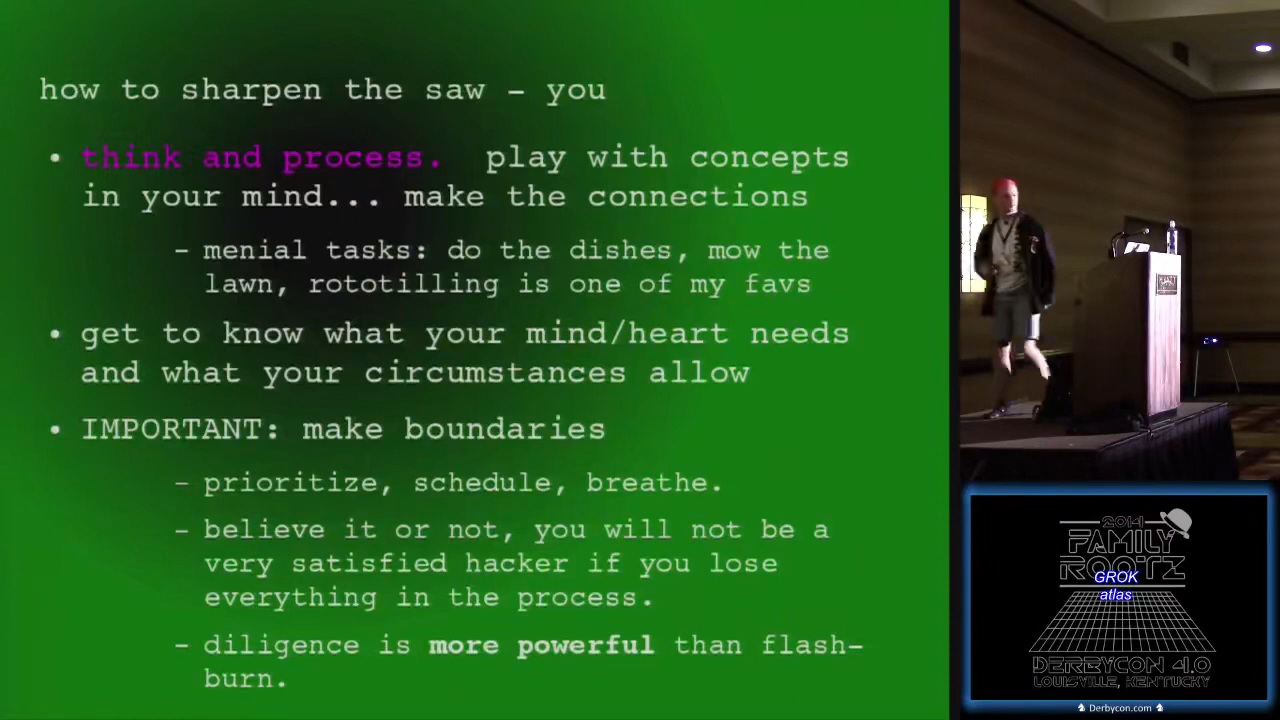 how to sharpen the saw - you
• think and process. play with concepts
in your mind... make the connections
- menial tasks: do the dishes, mow the
lawn, rototilling is one of my favs
• get to know what your mind/heart needs
and what your circumstances allow
• IMPORTANT: make boundaries
- prioritize, schedule, breathe.
- believe it or not, you will not be a
very satisfied hacker if you lose
everything in the process.
- diligence is more powerful than flash-
burn.
2014
FAMILY
ROOTZ
GROK
atlas
DERBYCON 4.0
LOUISVILLE, KENTUCKY
Derbycon.com